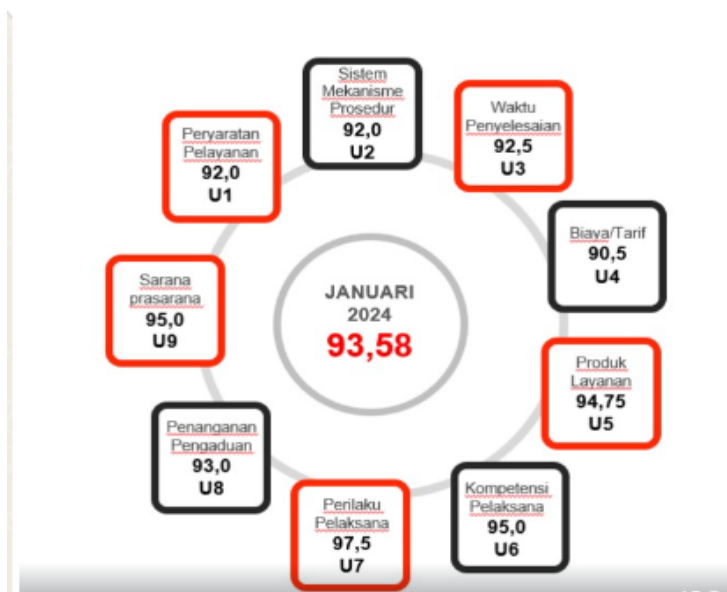 Sistem
Mekanisme
Prosedur
92,0
U2
Waktu
Penyelesaian
92,5
U3
Biaya/Tarif
90,5
U4
Produk
Layanan
94,75
U5
Kompetensi
Pelaksana
95,0
U6
Perilaku
Pelaksana
97,5
U7
Penanganan
Pengaduan
93,0
U8
Sarana
prasarana
95,0
U9
Peryaratan
Pelayanan
92,0
U1
JANUARI
2024
93,58